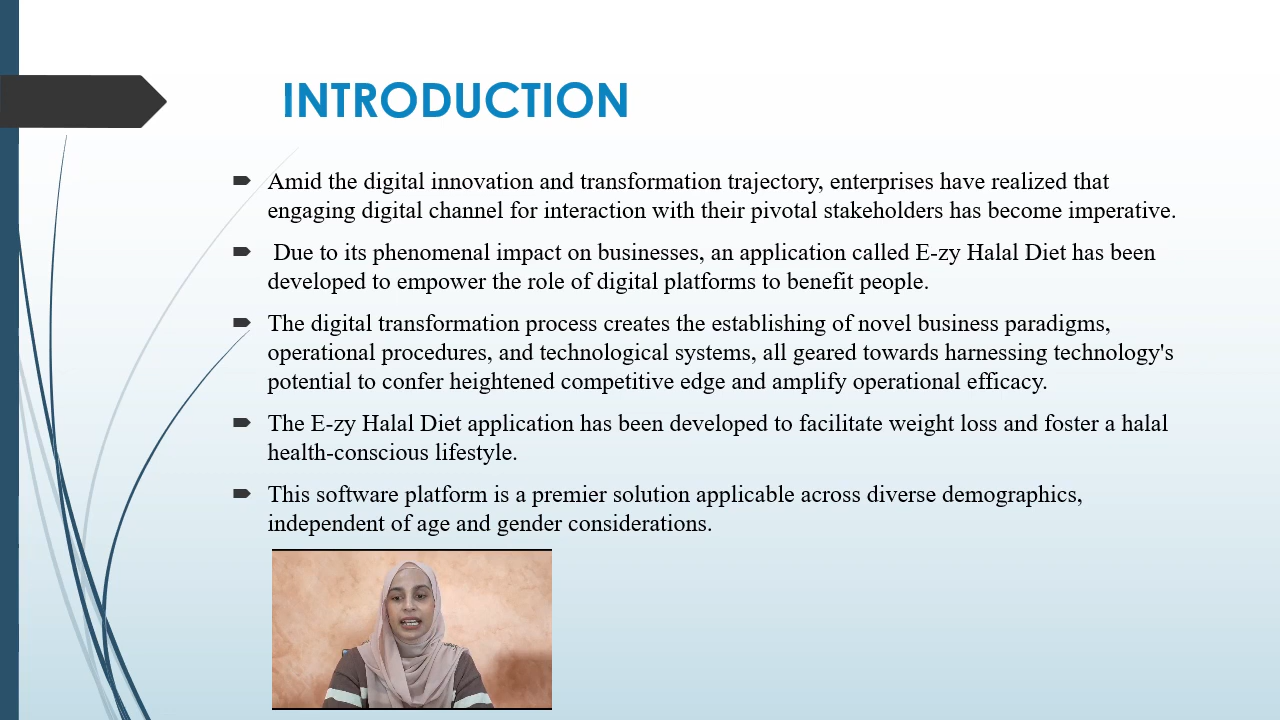 INTRODUCTION
Amid the digital innovation and transformation trajectory, enterprises have realized that
engaging digital channel for interaction with their pivotal stakeholders has become imperative.
Due to its phenomenal impact on businesses, an application called E-zy Halal Diet has been
developed to empower the role of digital platforms to benefit people.
The digital transformation process creates the establishing of novel business paradigms,
operational procedures, and technological systems, all geared towards harnessing technology's
potential to confer heightened competitive edge and amplify operational efficacy.
The E-zy Halal Diet application has been developed to facilitate weight loss and foster a halal
health-conscious lifestyle.
This software platform is a premier solution applicable across diverse demographics,
independent of age and gender considerations.